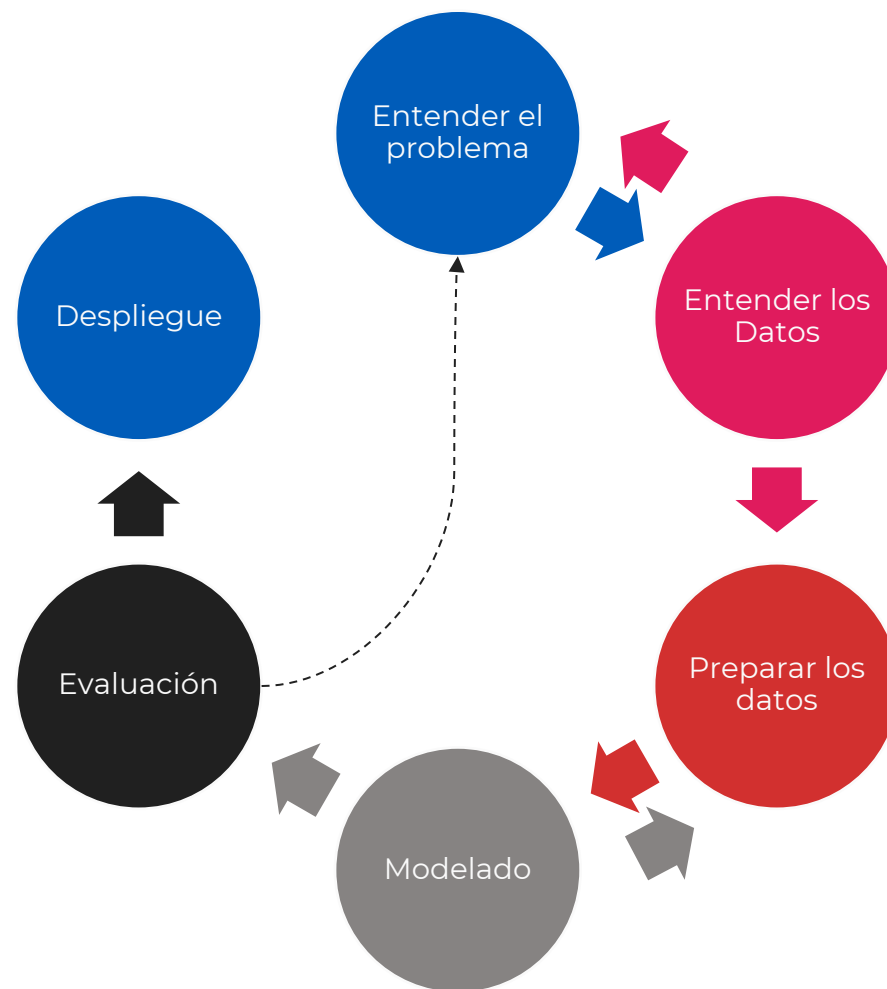 Entender el
problema
Entender los
Datos
Preparar los
datos
Modelado
Evaluación
Despliegue